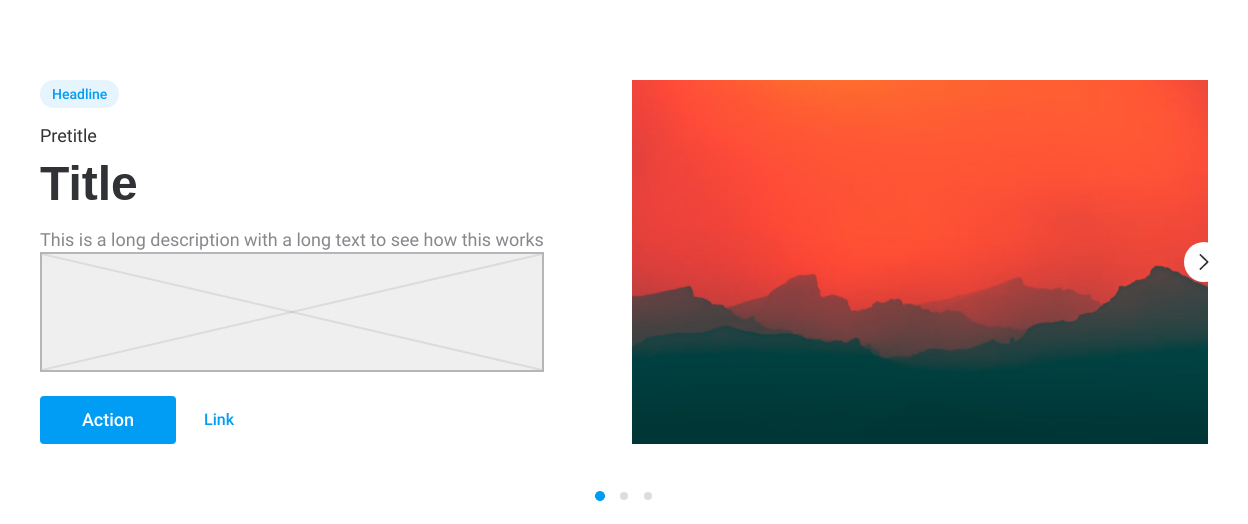 Headline
Pretitle
Title
This is a long description with a long text to see how this works
Action
Link